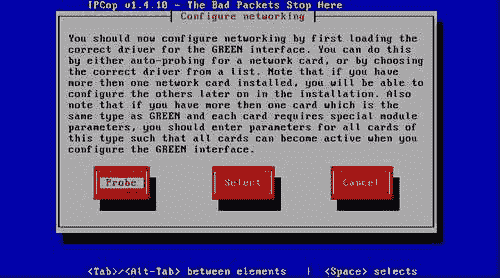 IPCop v1.4.10 - The Bad Packets Stop Here
Configure networking
You should now configure networking by first loading the
correct driver for the GREEN interface. You can do this
by either auto-probing for a network card, or by choosing
the correct driver from a list. Note that if you have
more then one network card installed, you will be able to
configure the others later on in the installation. Also
note that if you have more then one card which is the
same type as GREEN and each card requires special module
parameters, you should enter parameters for all cards of
this type such that all cards can become active when you
configure the GREEN interface.
Probe Select Cancel
<Tab>/<Alt-Tab> between elements | <Space> selects